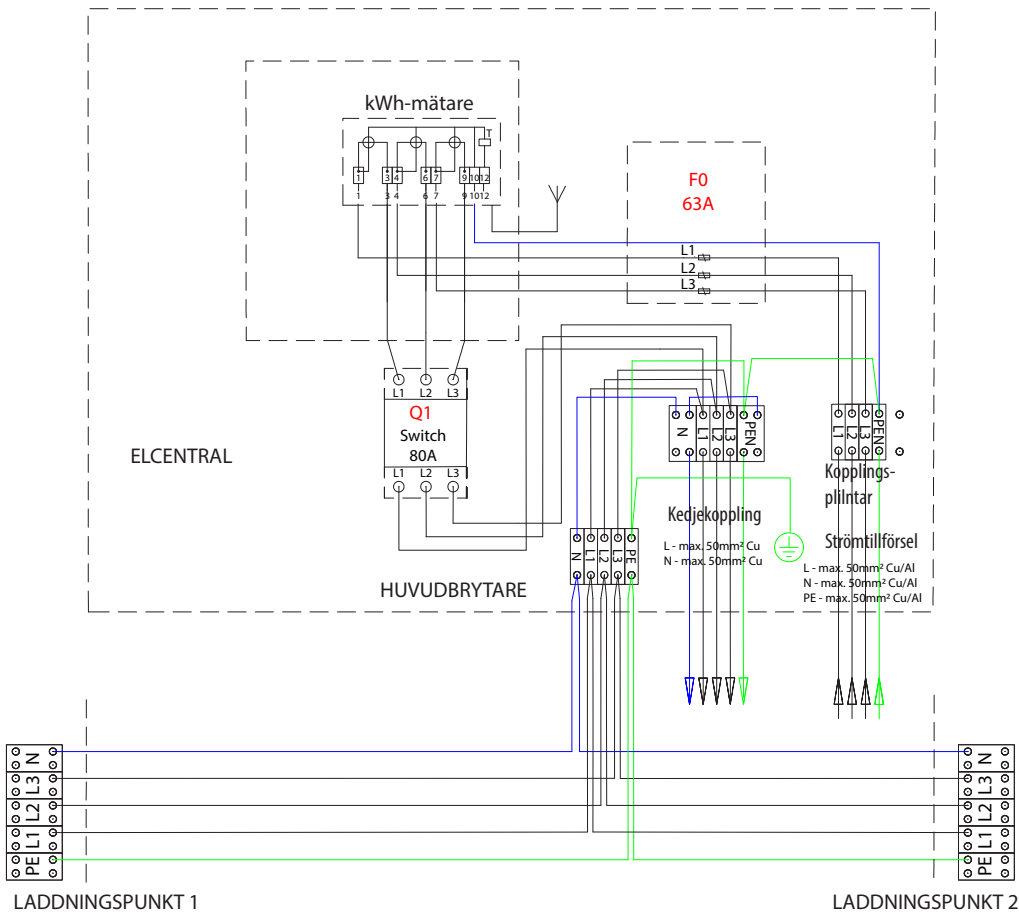 kWh-mätare
T
1 3 4 6 7 9 10 12
1 3 4 6 7 9 10 12
F0
63A
L1
L2
L3
L1 L2 L3
Q1
Switch
80A
L1 L2 L3
ELCENTRAL
N L1 L2 L3 PEN
L1 L2 L3 PEN
Kopplings-
plilntar
Kedjekoppling
L - max. 50mm² Cu
N - max. 50mm² Cu
Strömtillförsel
L - max. 50mm² Cu/Al
N - max. 50mm² Cu/Al
PE - max. 50mm² Cu/Al
N L1 L2 L3 PE
HUVUDBRYTARE
N
L3
L2
L1
PE
LADDNINGSPUNKT 1
N
L3
L2
L1
PE
LADDNINGSPUNKT 2